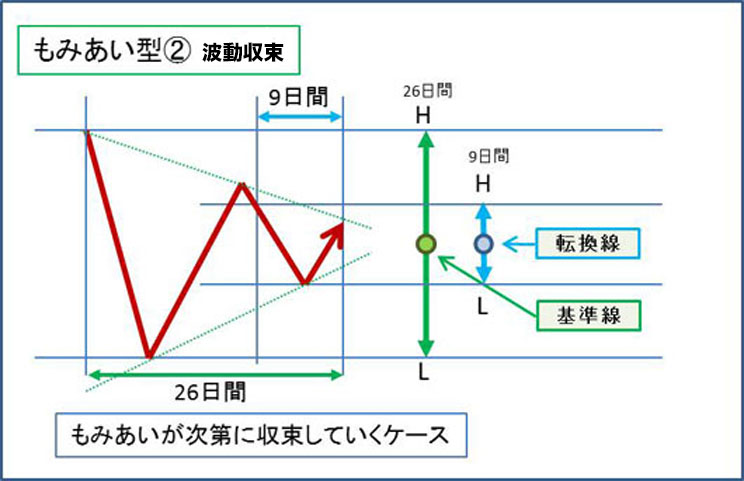 もみあい型② 波動収束
9日間
26日間
H
9日間
H
転換線
L
基準線
L
26日間
もみあいが次第に収束していくケース